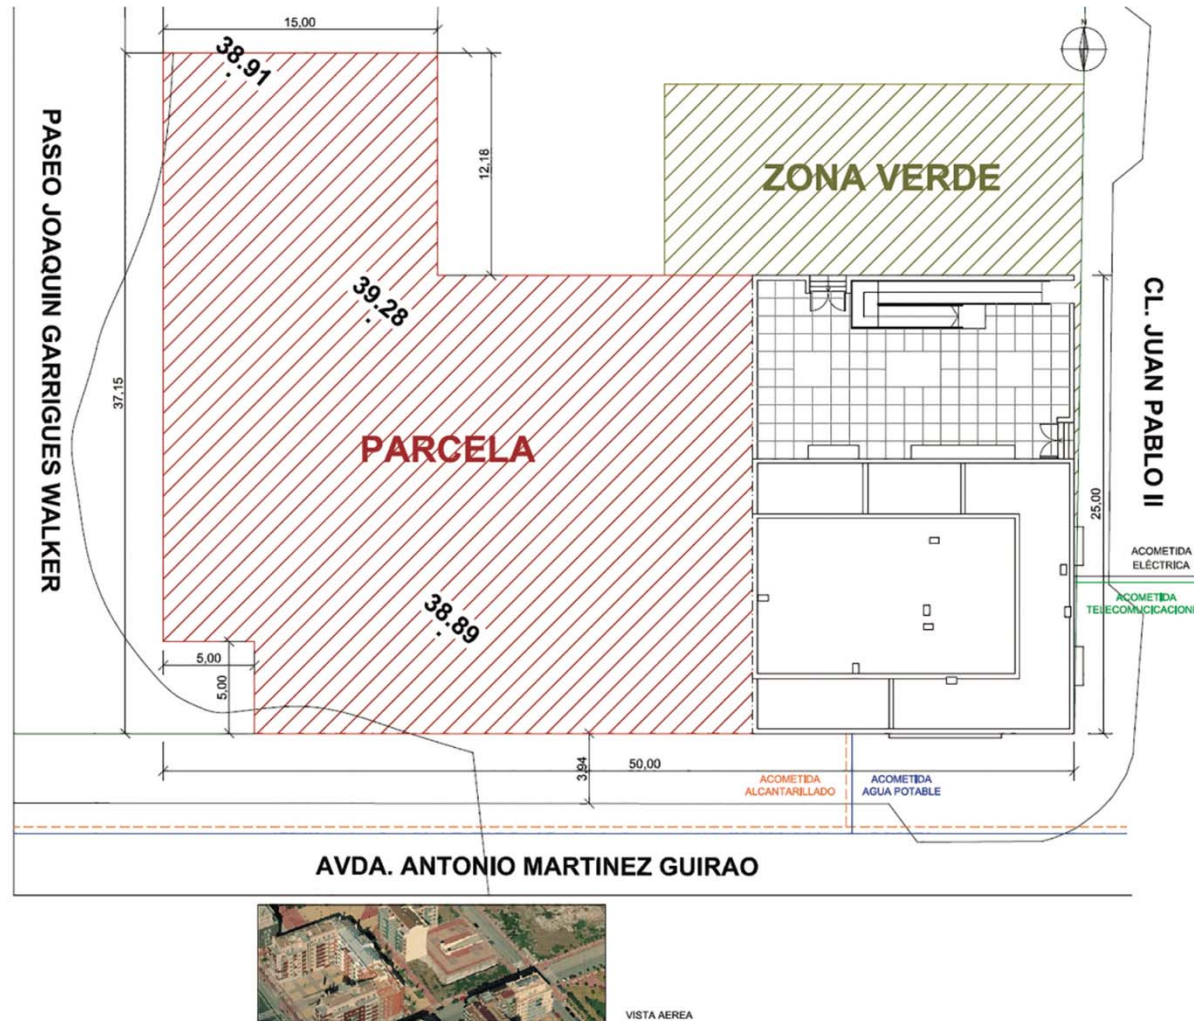 15,00
38.91
N
PASEO JOAQUIN GARRIGUES WALKER
12,18
ZONA VERDE
39.28
CL. JUAN PABLO II
37,15
PARCELA
25,00
ACOMETIDA
ELÉCTRICA
ACOMETIDA
TELECOMUCICACIONE
38.89
5,00
5,00
3,94
50,00
ACOMETIDA
ALCANTARILLADO
ACOMETIDA
AGUA POTABLE
AVDA. ANTONIO MARTINEZ GUIRAO
VISTA AEREA